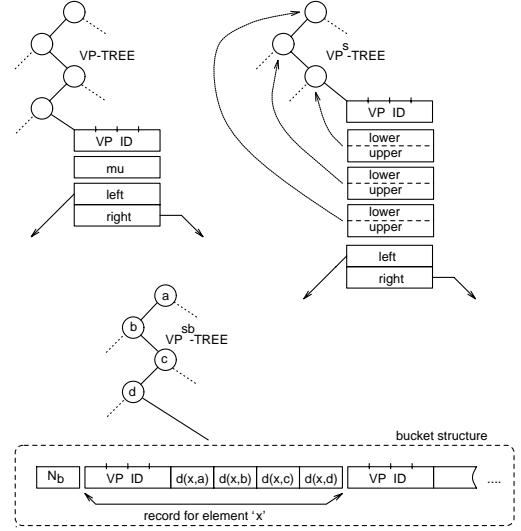 VP-TREE
VP ID
mu
left
right
VP^s-TREE
VP ID
lower
upper
lower
upper
lower
upper
left
right
a
b
VP^sb-TREE
c
d
bucket structure
N_b VP ID d(x,a) d(x,b) d(x,c) d(x,d) VP ID ....
record for element 'x'